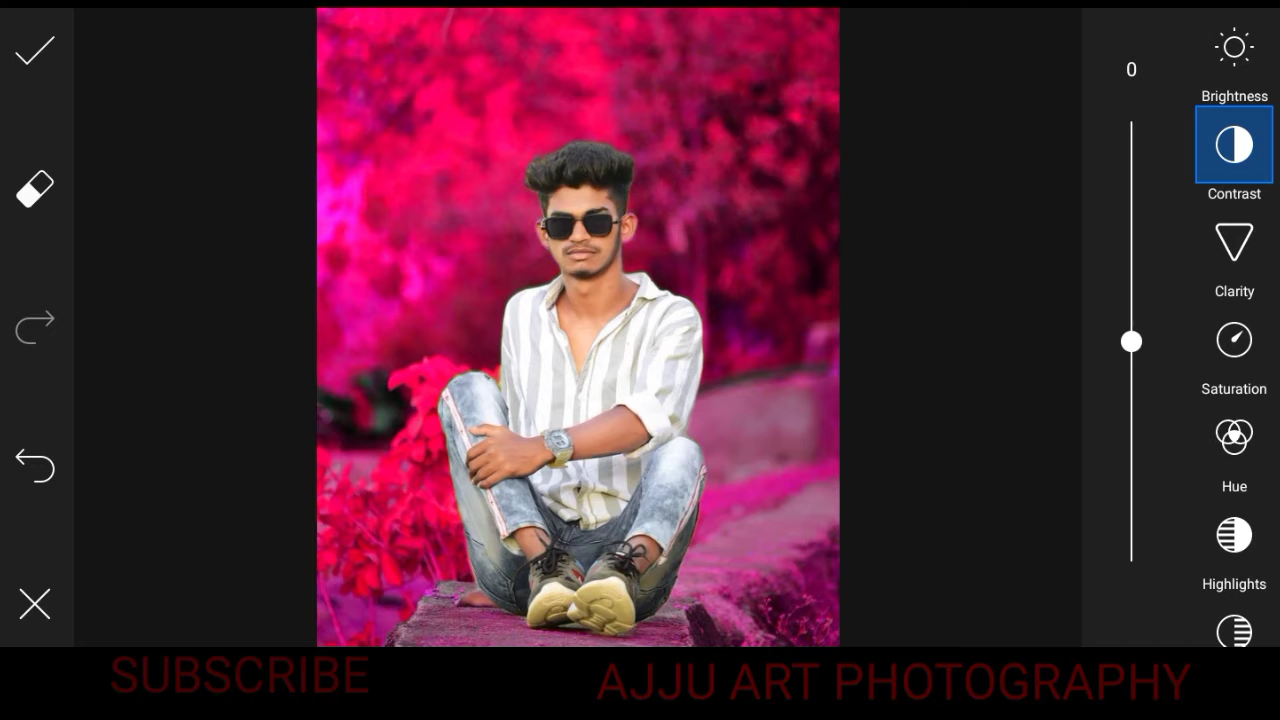 0
Brightness
Contrast
Clarity
Saturation
Hue
Highlights
SUBSCRIBE
AJJU ART PHOTOGRAPHY